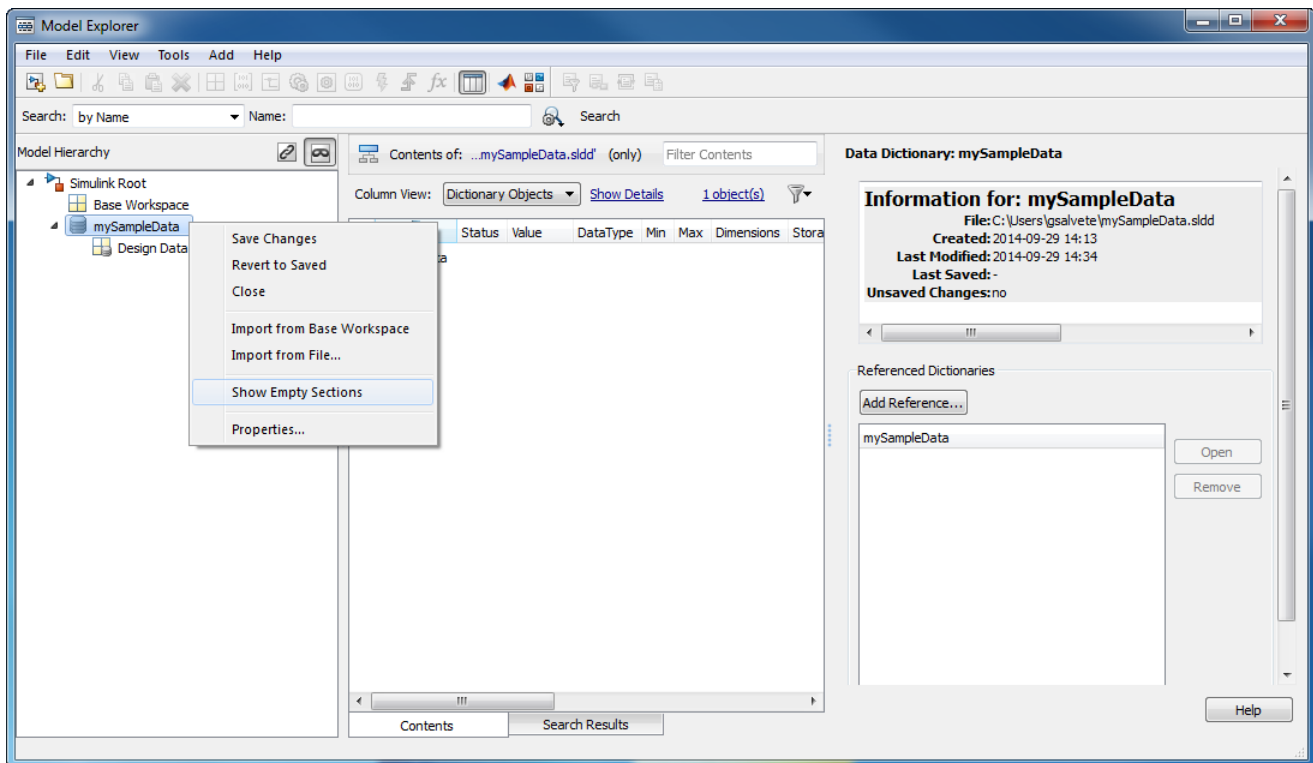 Model Explorer
File Edit View Tools Add Help
fx
Search: by Name Name: Search
Model Hierarchy
Simulink Root
Base Workspace
mySampleData
Design Data
Save Changes
Revert to Saved
Close
Import from Base Workspace
Import from File...
Show Empty Sections
Properties...
Contents of: ...mySampleData.sldd' (only) Filter Contents
Column View: Dictionary Objects Show Details 1 object(s)
Status Value DataType Min Max Dimensions Stora
Contents Search Results
Data Dictionary: mySampleData
Information for: mySampleData
File: C:\Users\gsalvete\mySampleData.sldd
Created: 2014-09-29 14:13
Last Modified: 2014-09-29 14:34
Last Saved: -
Unsaved Changes: no
Referenced Dictionaries
Add Reference...
mySampleData
Open
Remove
Help